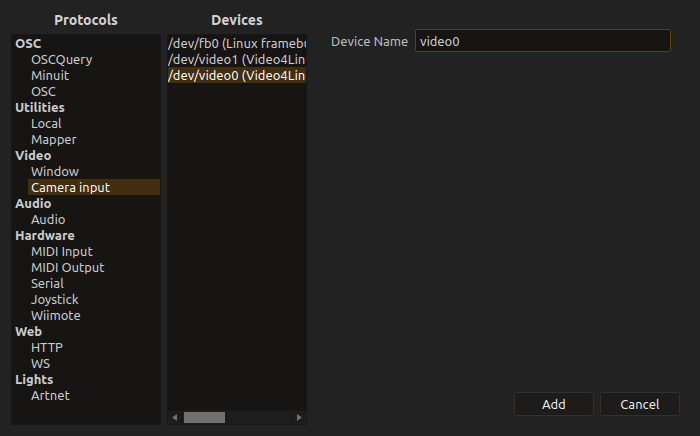 Protocols
OSC
OSCQuery
Minuit
OSC
Utilities
Local
Mapper
Video
Window
Camera input
Audio
Audio
Hardware
MIDI Input
MIDI Output
Serial
Joystick
Wiimote
Web
HTTP
WS
Lights
Artnet
Devices
/dev/fb0 (Linux framebu
/dev/video1 (Video4Lin
/dev/video0 (Video4Lin
Device Name video0
Add Cancel